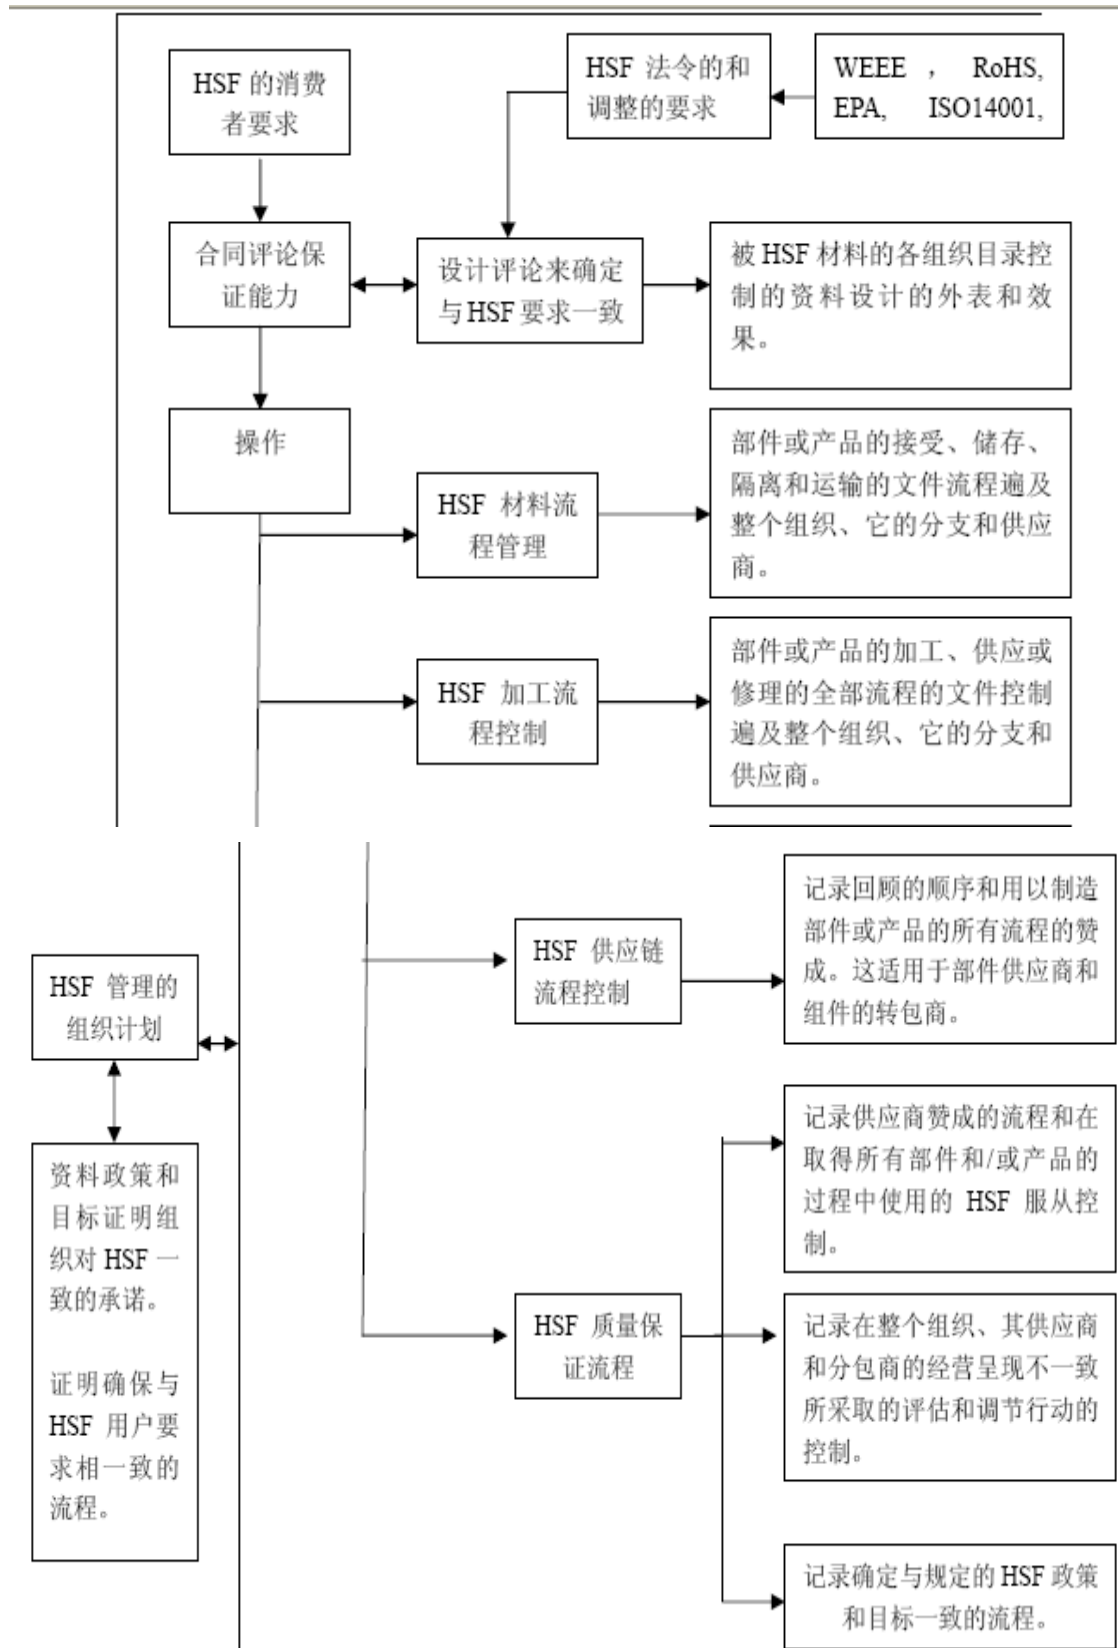 HSF 的消费
者要求
HSF 法令的和
调整的要求
WEEE ， RoHS,
EPA, ISO14001,
合同评论保
证能力
设计评论来确定
与HSF要求一致
被HSF材料的各组织目录控
制的资料设计的外表和效
果。
操作
HSF 材料流
程管理
部件或产品的接受、储存、
隔离和运输的文件流程遍及
整个组织、它的分支和供应
商。
HSF 加工流
程控制
部件或产品的加工、供应或
修理的全部流程的文件控制
遍及整个组织、它的分支和
供应商。
HSF 管理的
组织计划
资料政策和
目标证明组
织对HSF一
致的承诺。
证明确保与
HSF 用户要
求相一致的
流程。
HSF 供应链
流程控制
记录回顾的顺序和用以制造
部件或产品的所有流程的赞
成。这适用于部件供应商和
组件的转包商。
HSF 质量保
证流程
记录供应商赞成的流程和在
取得所有部件和/或产品的
过程中使用的 HSF 服从控
制。
记录在整个组织、其供应商
和分包商的经营呈现不一致
所采取的评估和调节行动的
控制。
记录确定与规定的HSF政策
和目标一致的流程。